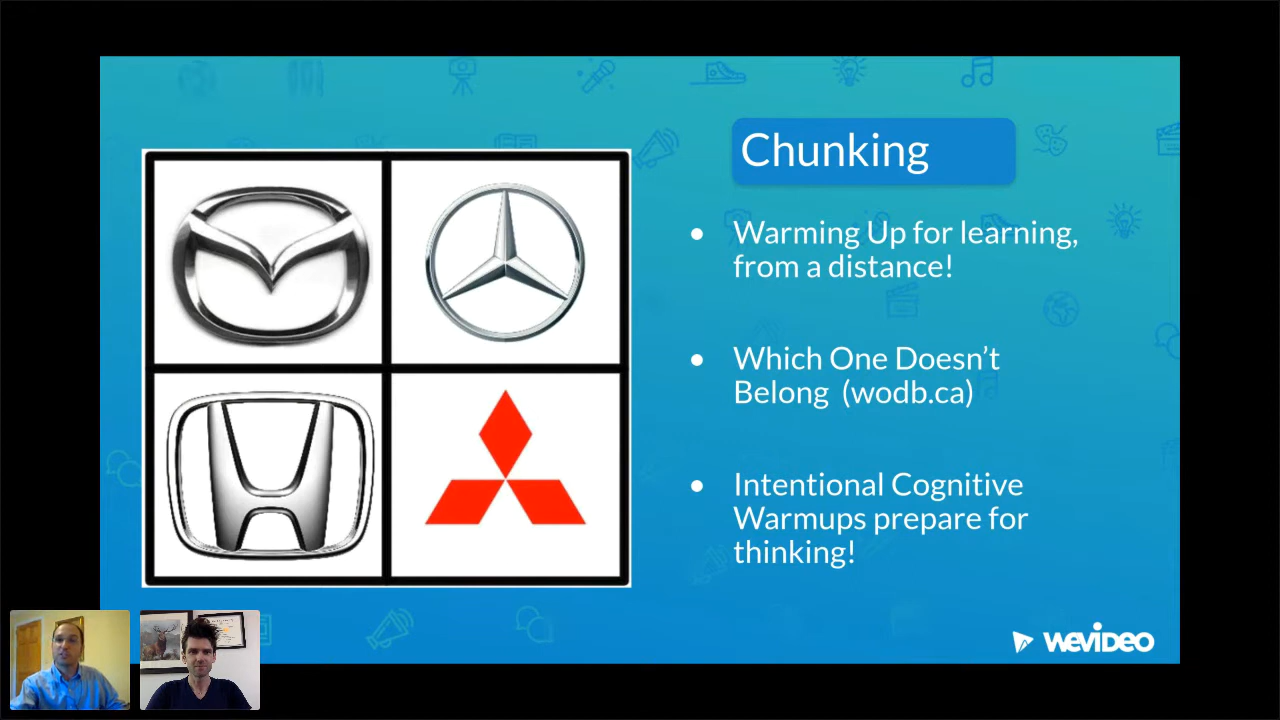 Chunking
Warming Up for learning,
from a distance!
Which One Doesn’t
Belong (wodb.ca)
Intentional Cognitive
Warmups prepare for
thinking!
WEVIDEO